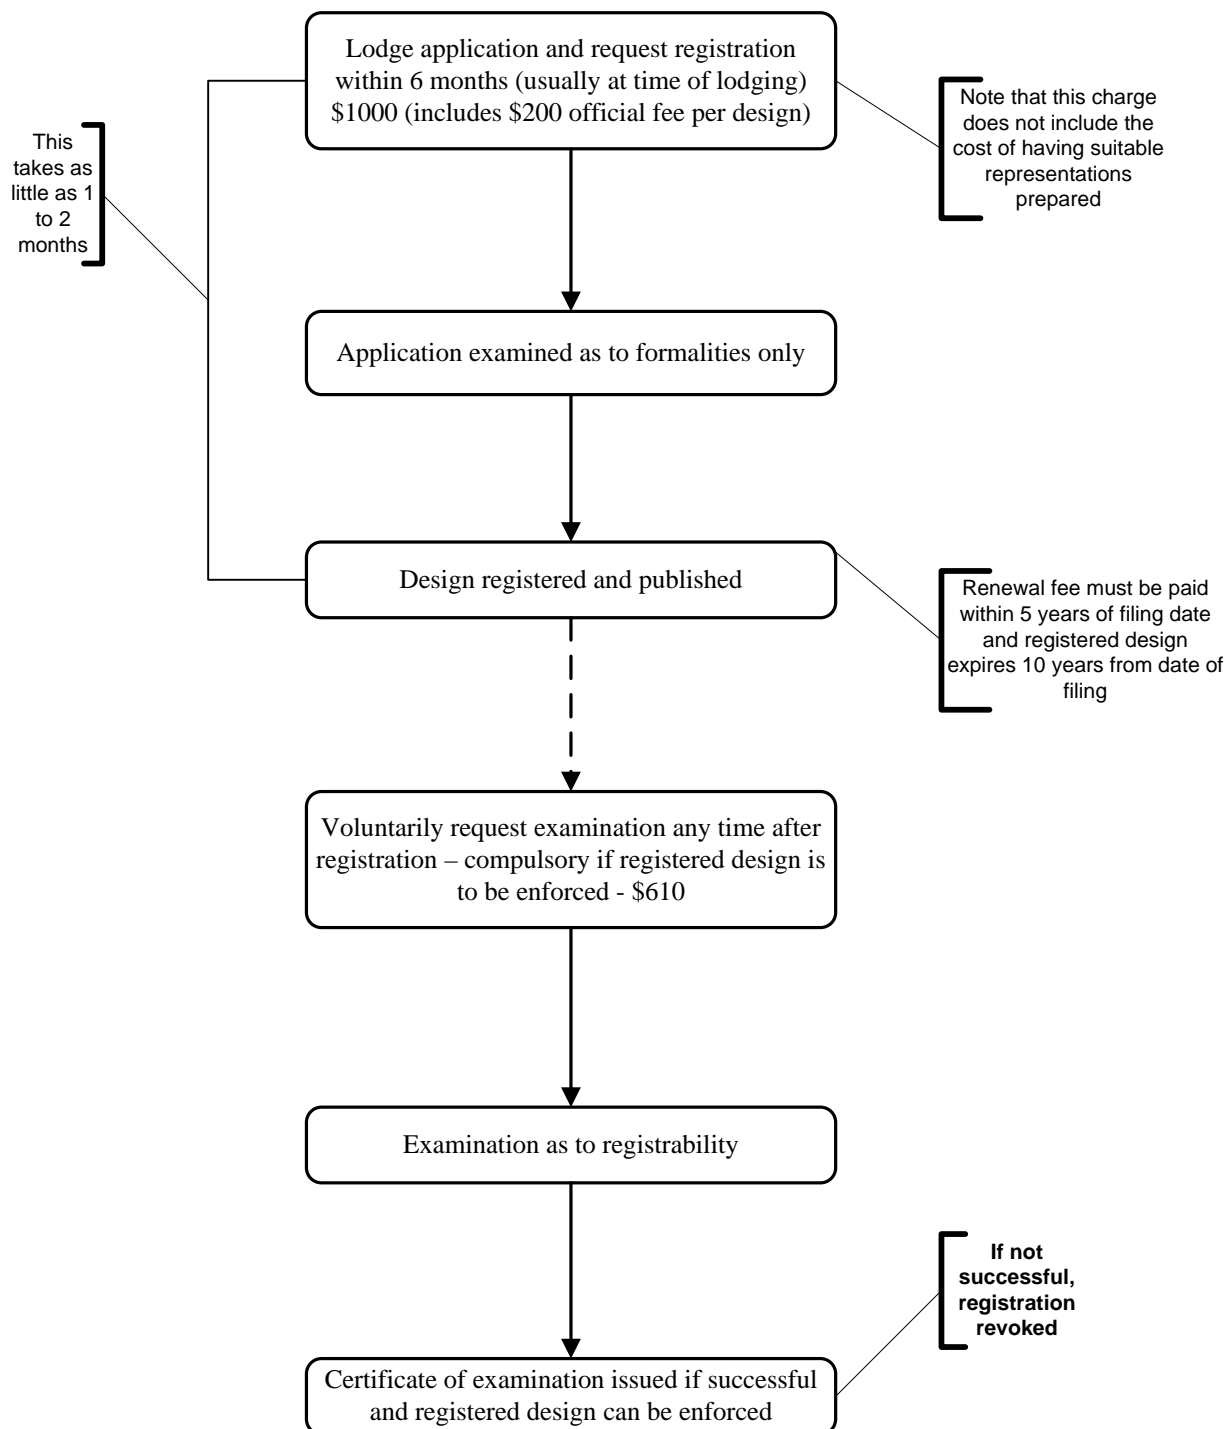 Lodge application and request registration
within 6 months (usually at time of lodging)
$1000 (includes $200 official fee per design)
Note that this charge
does not include the
cost of having suitable
representations
prepared
This
takes as
little as 1
to 2
months
Application examined as to formalities only
Design registered and published
Renewal fee must be paid
within 5 years of filing date
and registered design
expires 10 years from date of
filing
Voluntarily request examination any time after
registration – compulsory if registered design is
to be enforced - $610
Examination as to registrability
If not
successful,
registration
revoked
Certificate of examination issued if successful
and registered design can be enforced